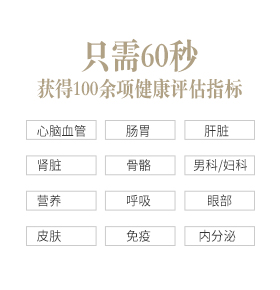 只需60秒
获得100余项健康评估指标
心脑血管 肠胃 肝脏
肾脏 骨骼 男科/妇科
营养 呼吸 眼部
皮肤 免疫 内分泌